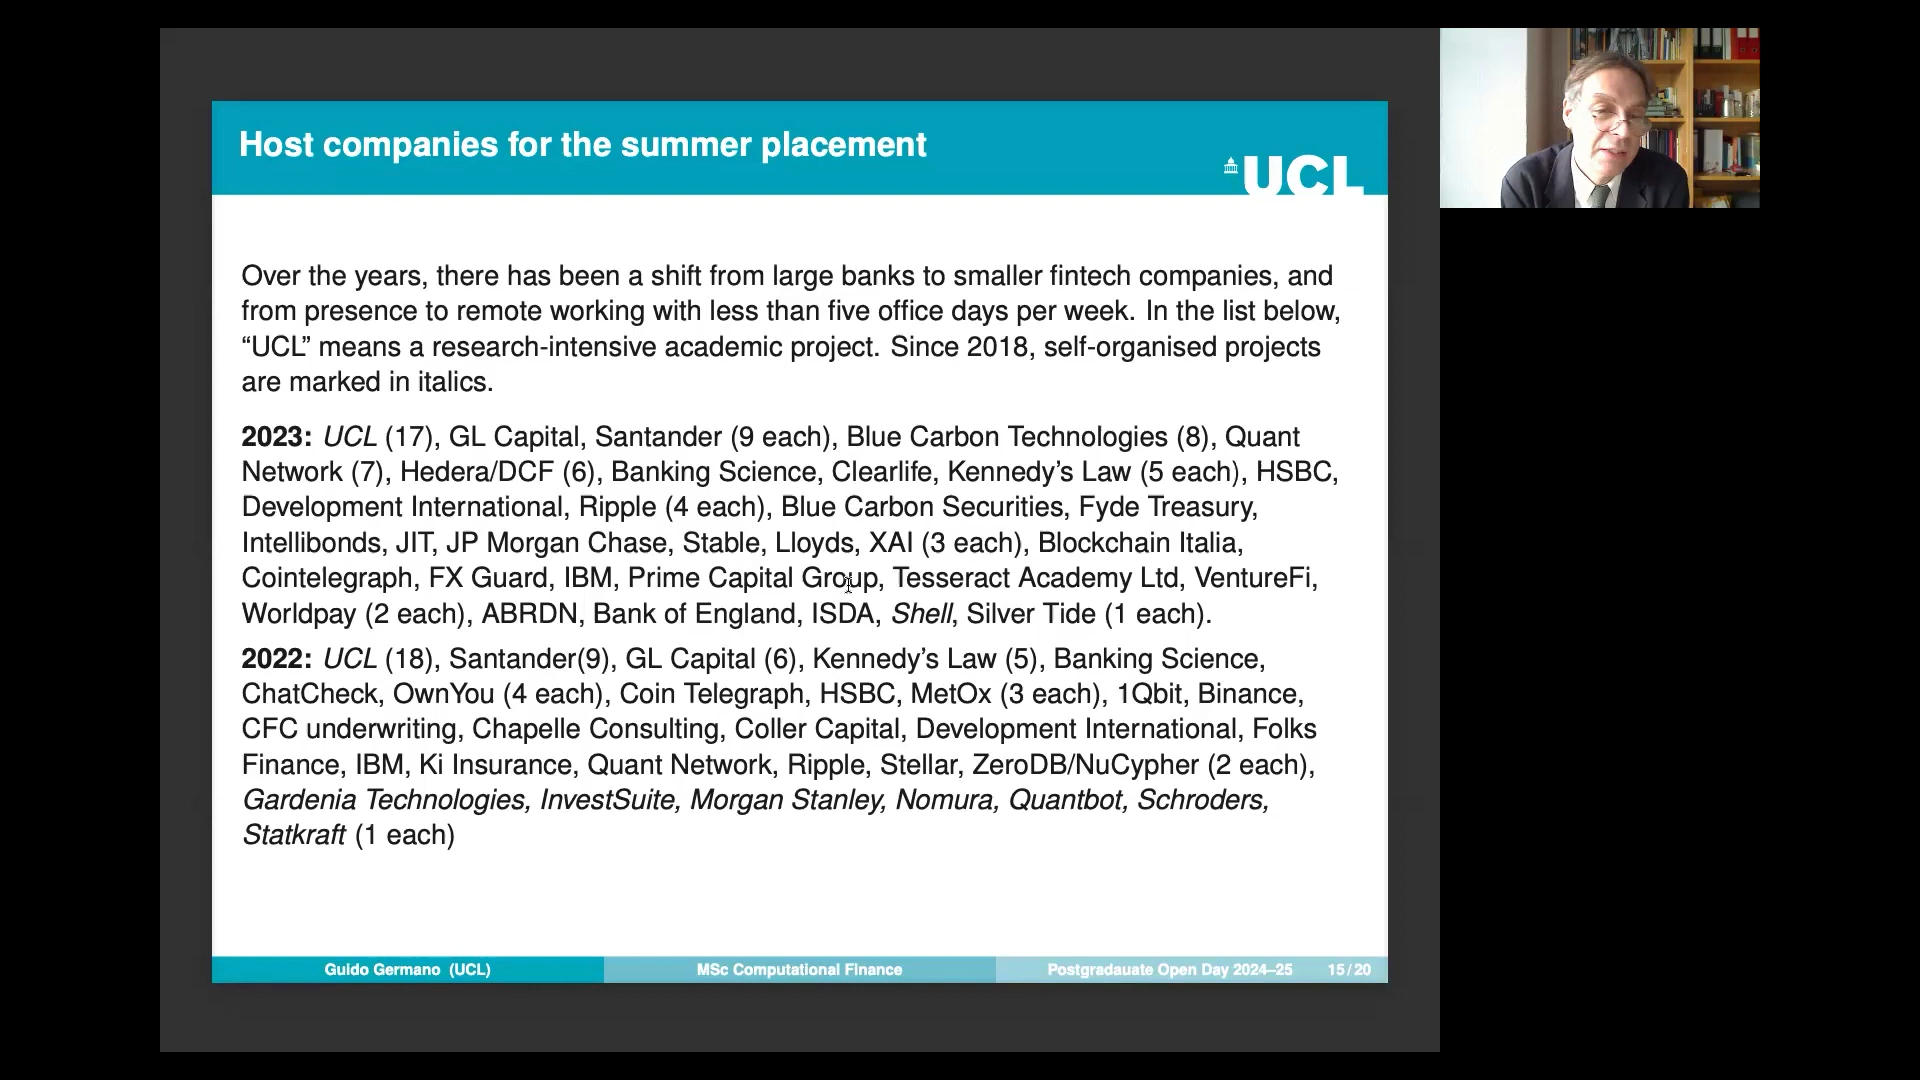 Host companies for the summer placement
UCL
Over the years, there has been a shift from large banks to smaller fintech companies, and
from presence to remote working with less than five office days per week. In the list below,
“UCL” means a research-intensive academic project. Since 2018, self-organised projects
are marked in italics.
2023: UCL (17), GL Capital, Santander (9 each), Blue Carbon Technologies (8), Quant
Network (7), Hedera/DCF (6), Banking Science, Clearlife, Kennedy’s Law (5 each), HSBC,
Development International, Ripple (4 each), Blue Carbon Securities, Fyde Treasury,
Intellibonds, JIT, JP Morgan Chase, Stable, Lloyds, XAI (3 each), Blockchain Italia,
Cointelegraph, FX Guard, IBM, Prime Capital Group, Tesseract Academy Ltd, VentureFi,
Worldpay (2 each), ABRDN, Bank of England, ISDA, Shell, Silver Tide (1 each).
2022: UCL (18), Santander(9), GL Capital (6), Kennedy’s Law (5), Banking Science,
ChatCheck, OwnYou (4 each), Coin Telegraph, HSBC, MetOx (3 each), 1Qbit, Binance,
CFC underwriting, Chapelle Consulting, Coller Capital, Development International, Folks
Finance, IBM, Ki Insurance, Quant Network, Ripple, Stellar, ZeroDB/NuCypher (2 each),
Gardenia Technologies, InvestSuite, Morgan Stanley, Nomura, Quantbot, Schroders,
Statkraft (1 each)
Guido Germano (UCL) MSc Computational Finance Postgradauate Open Day 2024–25 15/20